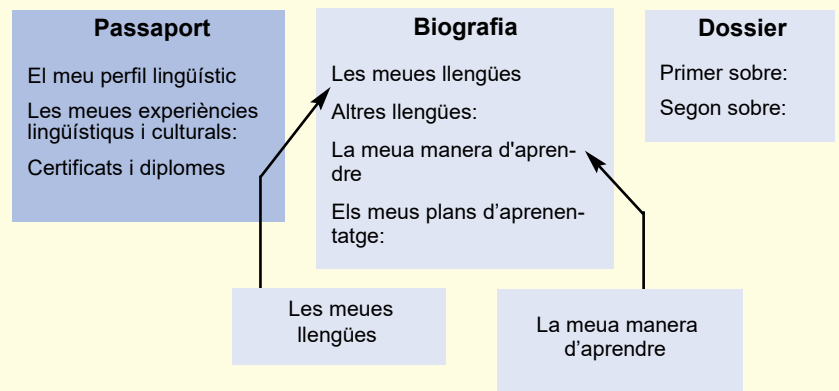 Passaport
El meu perfil lingüístic
Les meues experiències
lingüístiqus i culturals:
Certificats i diplomes
Biografia
Les meues llengües
Altres llengües:
La meua manera d'apren-
dre
Els meus plans d’aprenen-
tatge:
Dossier
Primer sobre:
Segon sobre:
Les meues
llengües
La meua manera
d’aprendre